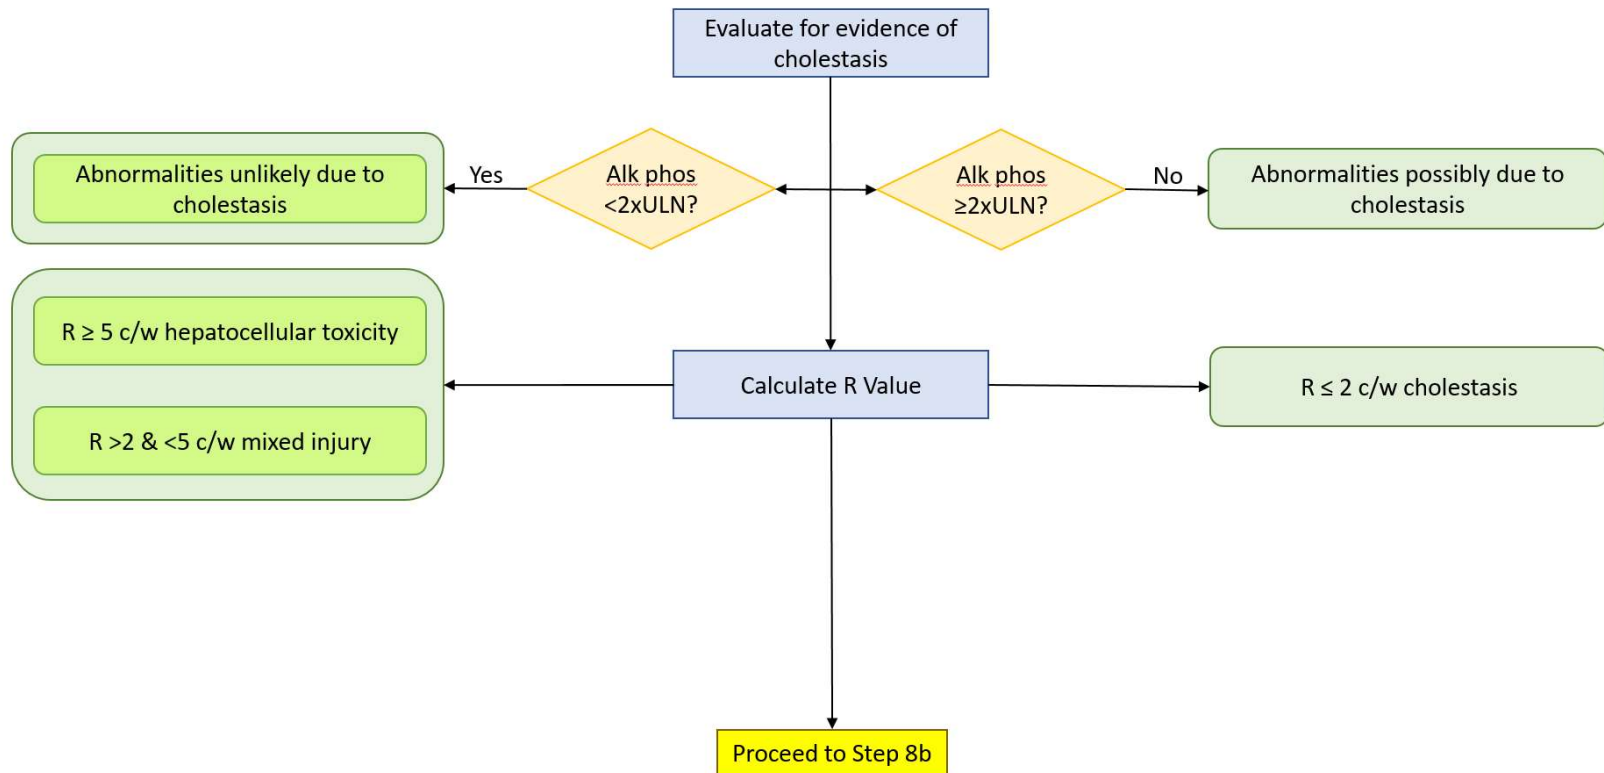 Evaluate for evidence of
cholestasis
Abnormalities unlikely due to
cholestasis
Yes
Alk phos
<2xULN?
Alk phos
≥2xULN?
No
Abnormalities possibly due to
cholestasis
R ≥ 5 c/w hepatocellular toxicity
R >2 & <5 c/w mixed injury
Calculate R Value
R ≤ 2 c/w cholestasis
Proceed to Step 8b